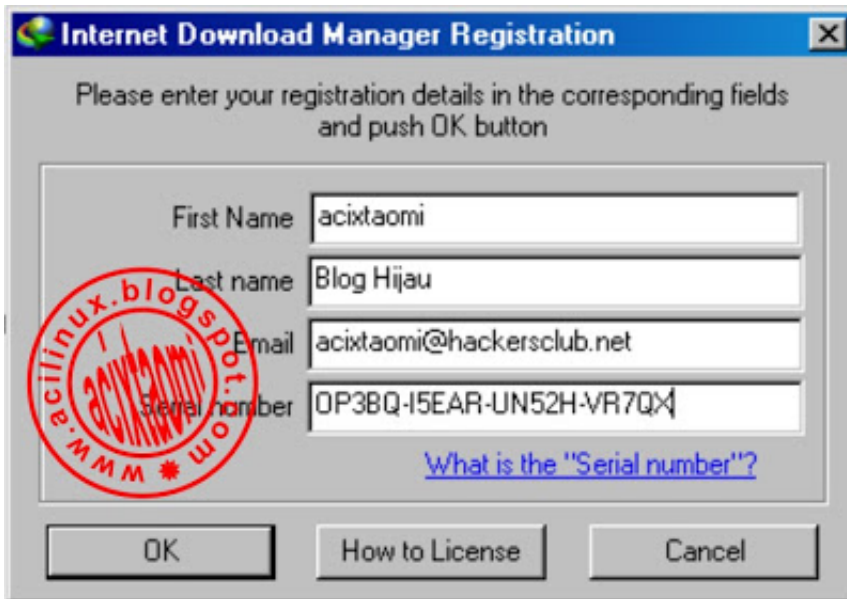 Internet Download Manager Registration
Please enter your registration details in the corresponding fields
and push OK button
First Name acixtaomi
Last name Blog Hijau
Email acixtaomi@hackersclub.net
Serial number OP3BQ-I5EAR-UN52H-VR7QX
What is the "Serial number"?
OK How to License Cancel
www.acilinux.blogspot.com
acixtaomi